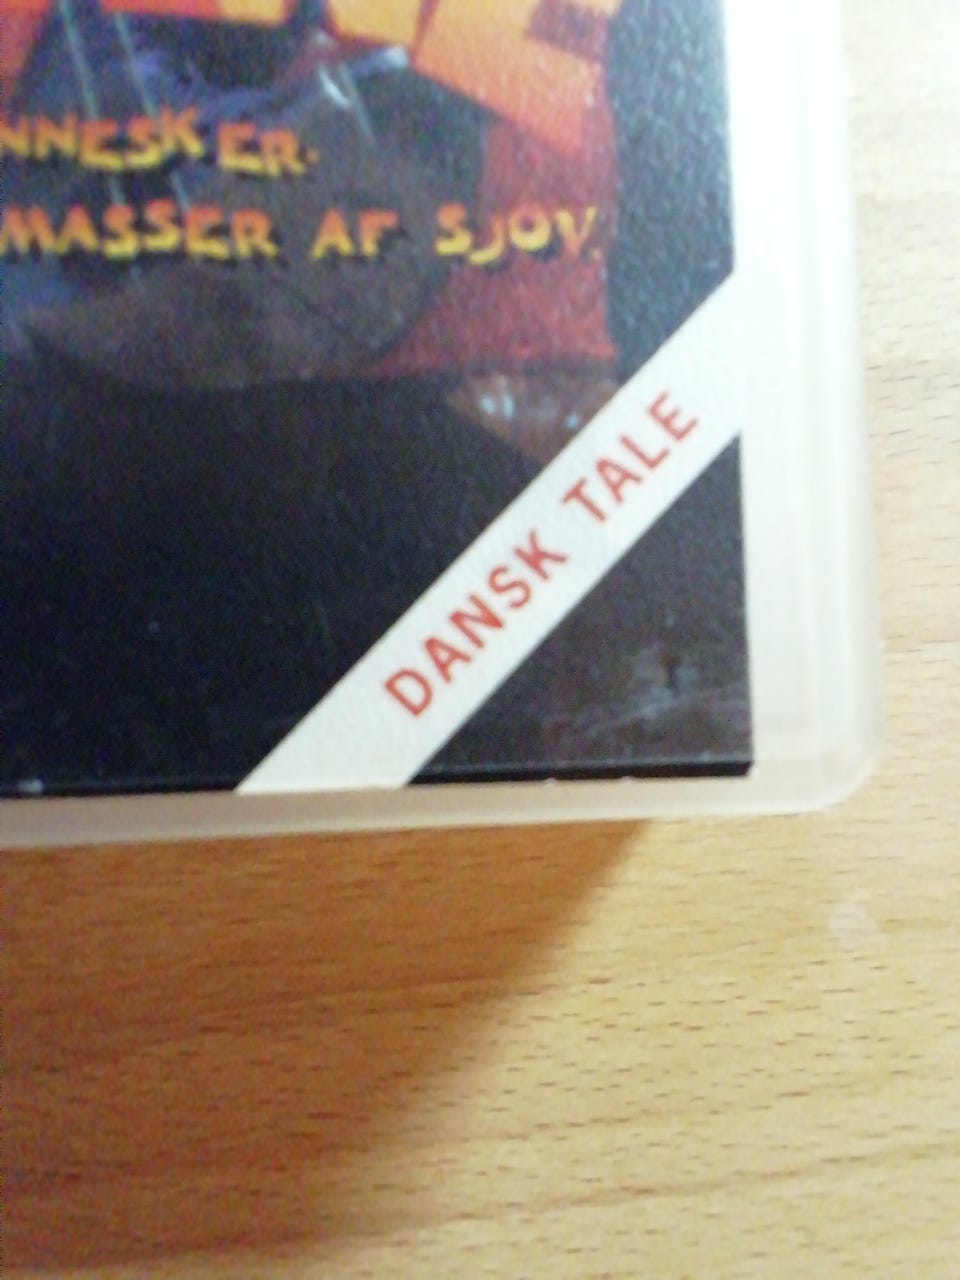 NNESKER.
MASSER AF SJOV.
DANSK TALE